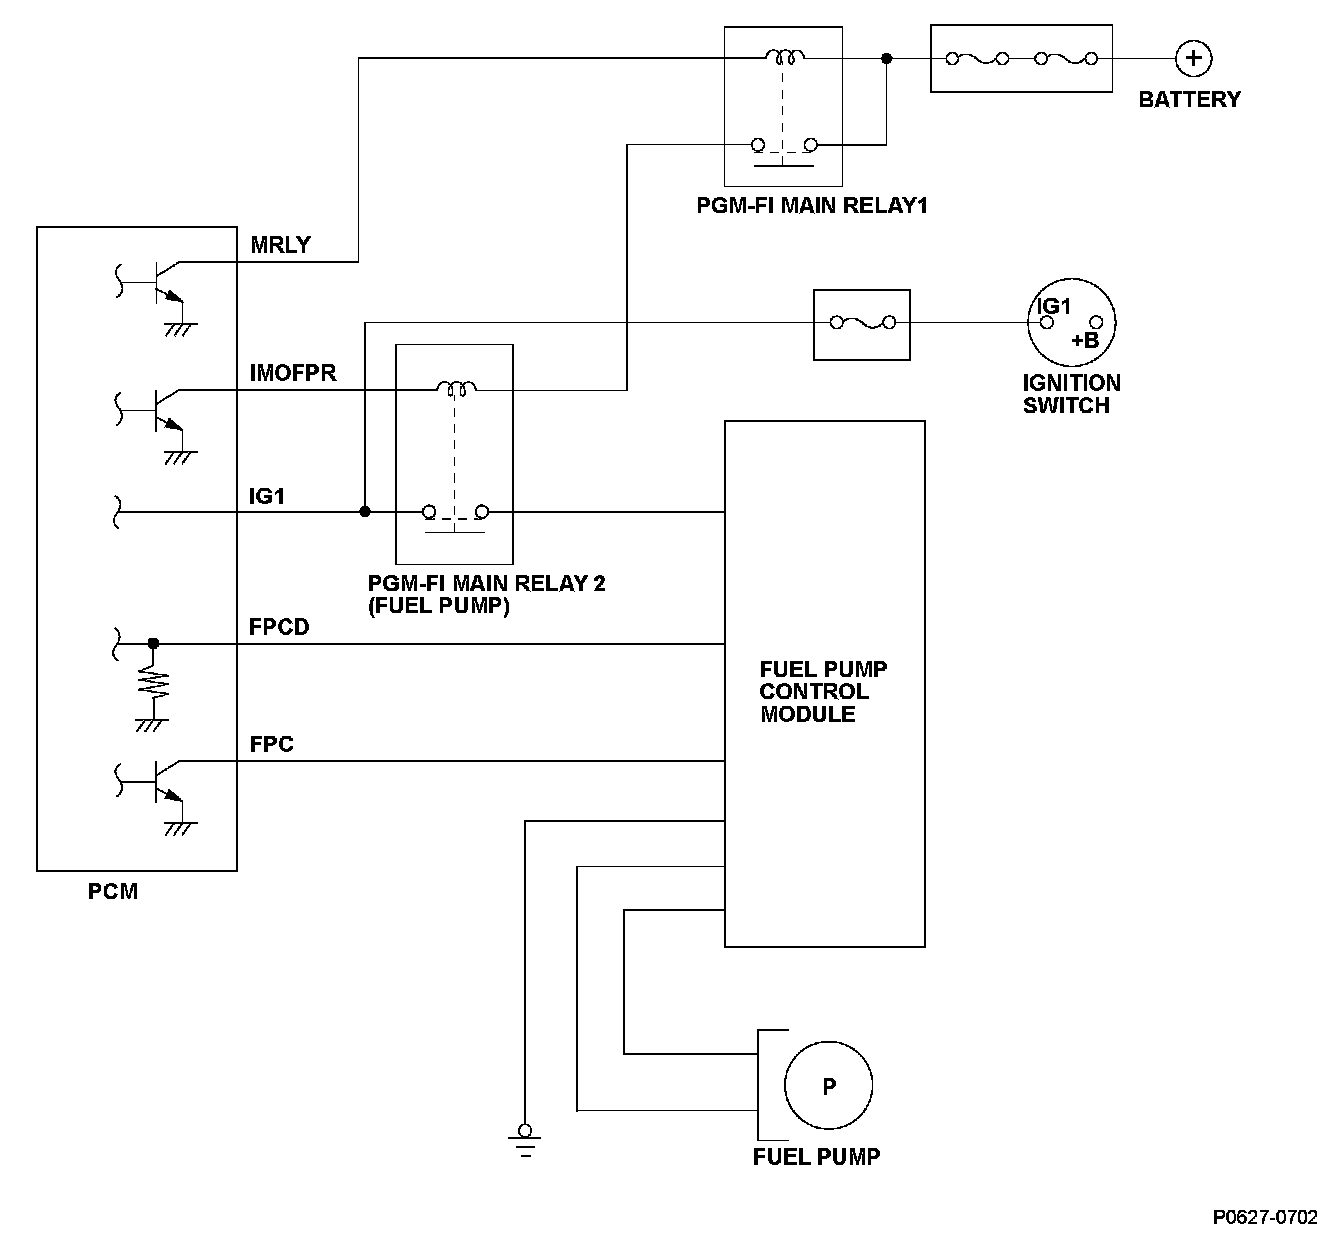 +
BATTERY
PGM-FI MAIN RELAY1
MRLY
IG1
+B
IGNITION
SWITCH
IMOFPR
IG1
PGM-FI MAIN RELAY 2
(FUEL PUMP)
FPCD
FUEL PUMP
CONTROL
MODULE
FPC
PCM
P
FUEL PUMP
P0627-0702